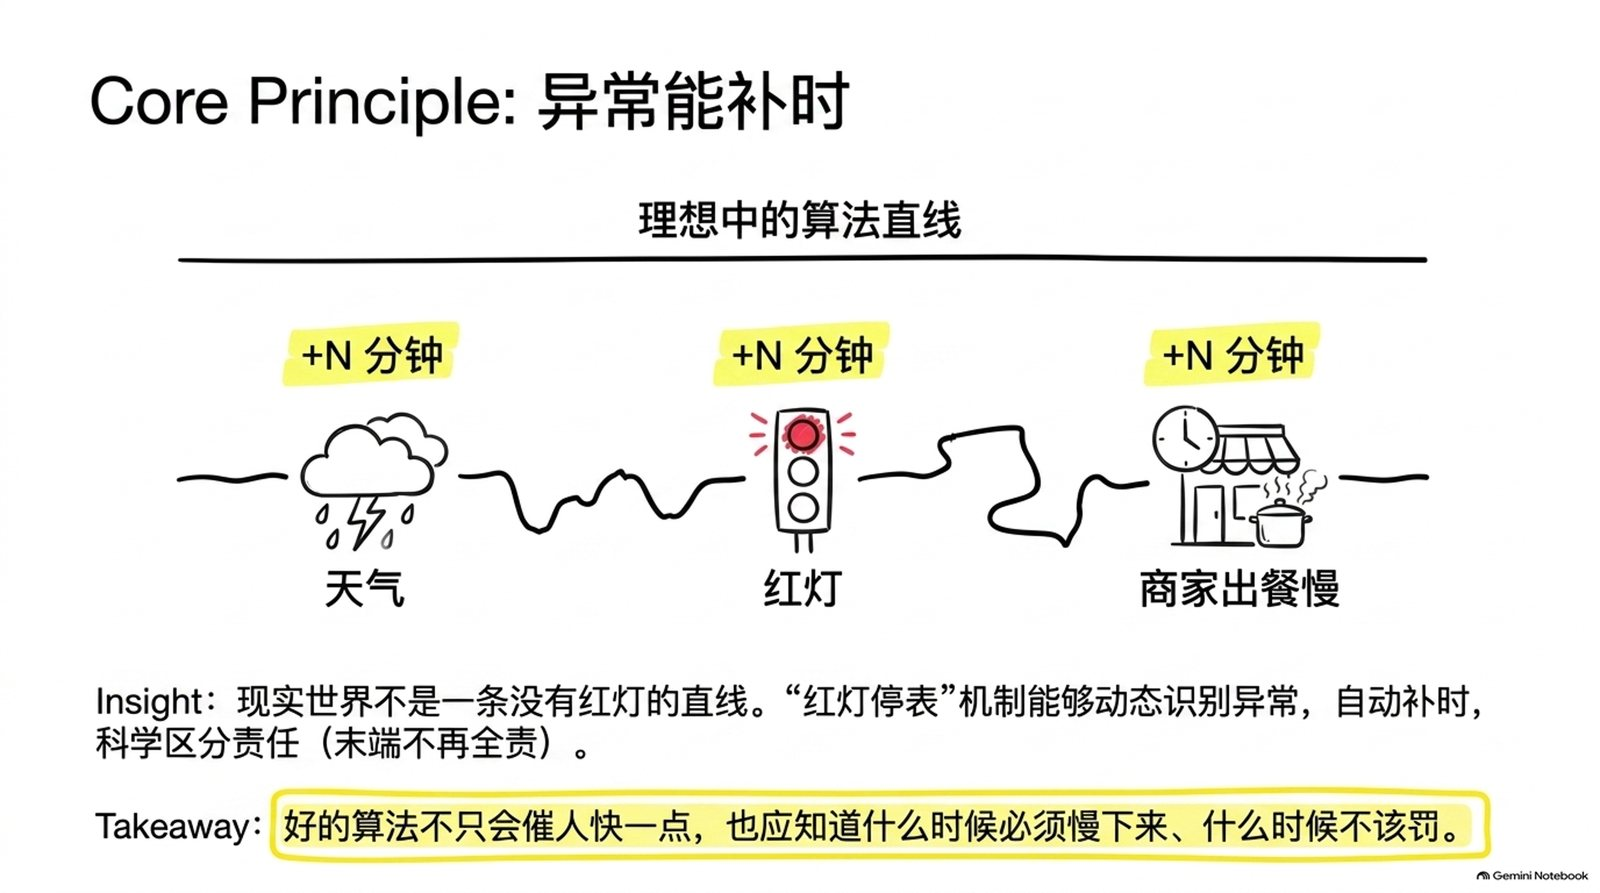 Core Principle: 异常能补时
理想中的算法直线
+N 分钟
+N 分钟
+N 分钟
天气
红灯
商家出餐慢
Insight：现实世界不是一条没有红灯的直线。“红灯停表”机制能够动态识别异常，自动补时，
科学区分责任（末端不再全责）。
Takeaway：好的算法不只会催人快一点，也应知道什么时候必须慢下来、什么时候不该罚。
Gemini Notebook